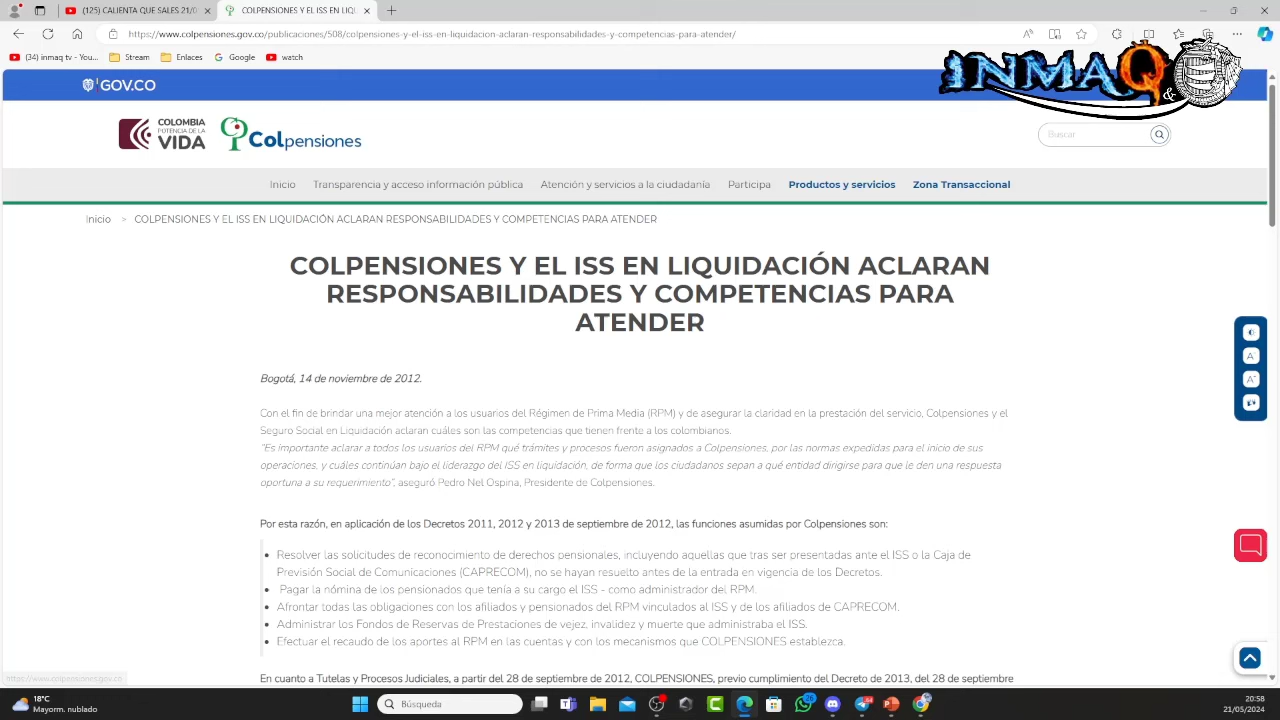 (125) CALIENTA QUE SALES.21/0
COLPENSIONES Y EL ISS EN LIQU
https://www.colpensiones.gov.co/publicaciones/508/colpensiones-y-el-iss-en-liquidacion-aclaran-responsabilidades-y-competencias-para-atender/
(34) inmaq tv - You...
Stream
Enlaces
Google
watch
INMAQ &
GOV.CO
COLOMBIA
POTENCIA DE LA
VIDA
Colpensiones
Buscar
Inicio Transparencia y acceso información pública Atención y servicios a la ciudadanía Participa Productos y servicios Zona Transaccional
Inicio > COLPENSIONES Y EL ISS EN LIQUIDACIÓN ACLARAN RESPONSABILIDADES Y COMPETENCIAS PARA ATENDER
COLPENSIONES Y EL ISS EN LIQUIDACIÓN ACLARAN
RESPONSABILIDADES Y COMPETENCIAS PARA
ATENDER
Bogotá, 14 de noviembre de 2012.
Con el fin de brindar una mejor atención a los usuarios del Régimen de Prima Media (RPM) y de asegurar la claridad en la prestación del servicio, Colpensiones y el
Seguro Social en Liquidación aclaran cuáles son las competencias que tienen frente a los colombianos.
"Es importante aclarar a todos los usuarios del RPM qué trámites y procesos fueron asignados a Colpensiones, por las normas expedidas para el inicio de sus
operaciones, y cuáles continúan bajo el liderazgo del ISS en liquidación, de forma que los ciudadanos sepan a qué entidad dirigirse para que le den una respuesta
oportuna a su requerimiento", aseguró Pedro Nel Ospina, Presidente de Colpensiones.
Por esta razón, en aplicación de los Decretos 2011, 2012 y 2013 de septiembre de 2012, las funciones asumidas por Colpensiones son:
• Resolver las solicitudes de reconocimiento de derechos pensionales, incluyendo aquellas que tras ser presentadas ante el ISS o la Caja de
Previsión Social de Comunicaciones (CAPRECOM), no se hayan resuelto antes de la entrada en vigencia de los Decretos.
• Pagar la nómina de los pensionados que tenía a su cargo el ISS - como administrador del RPM.
• Afrontar todas las obligaciones con los afiliados y pensionados del RPM vinculados al ISS y de los afiliados de CAPRECOM.
• Administrar los Fondos de Reservas de Prestaciones de vejez, invalidez y muerte que administraba el ISS.
• Efectuar el recaudo de los aportes al RPM en las cuentas y con los mecanismos que COLPENSIONES establezca.
En cuanto a Tutelas y Procesos Judiciales, a partir del 28 de septiembre de 2012, COLPENSIONES, previo cumplimiento del Decreto de 2013, del 28 de septiembre
https://www.colpensiones.gov.co
18°C
Mayorm. nublado
Búsqueda
20:58
21/05/2024